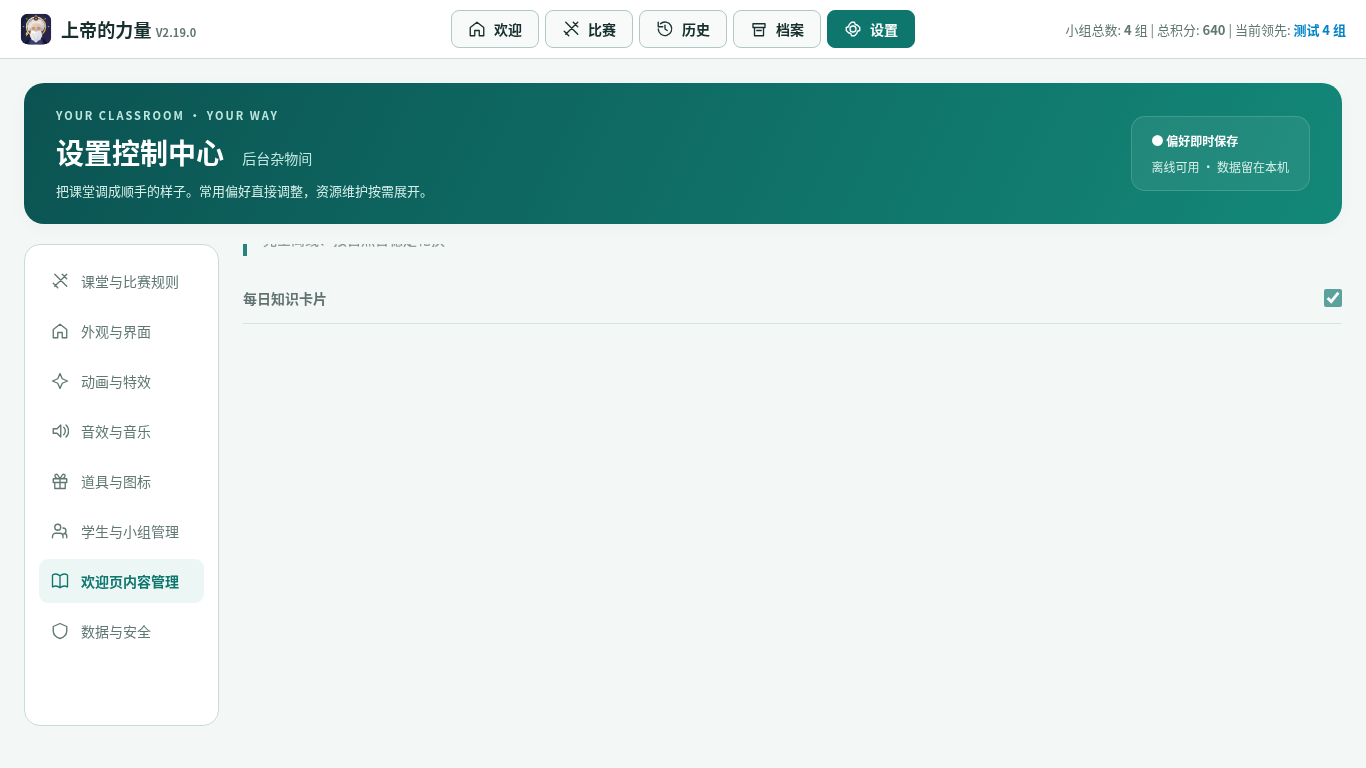 上帝的力量 V2.19.0
欢迎
比赛
历史
档案
设置
小组总数: 4 组 | 总积分: 640 | 当前领先: 测试 4 组
YOUR CLASSROOM • YOUR WAY
设置控制中心 后台杂物间
把课堂调成顺手的样子。常用偏好直接调整，资源维护按需展开。
偏好即时保存
离线可用 • 数据留在本机
课堂与比赛规则
外观与界面
动画与特效
音效与音乐
道具与图标
学生与小组管理
欢迎页内容管理
数据与安全
每日知识卡片